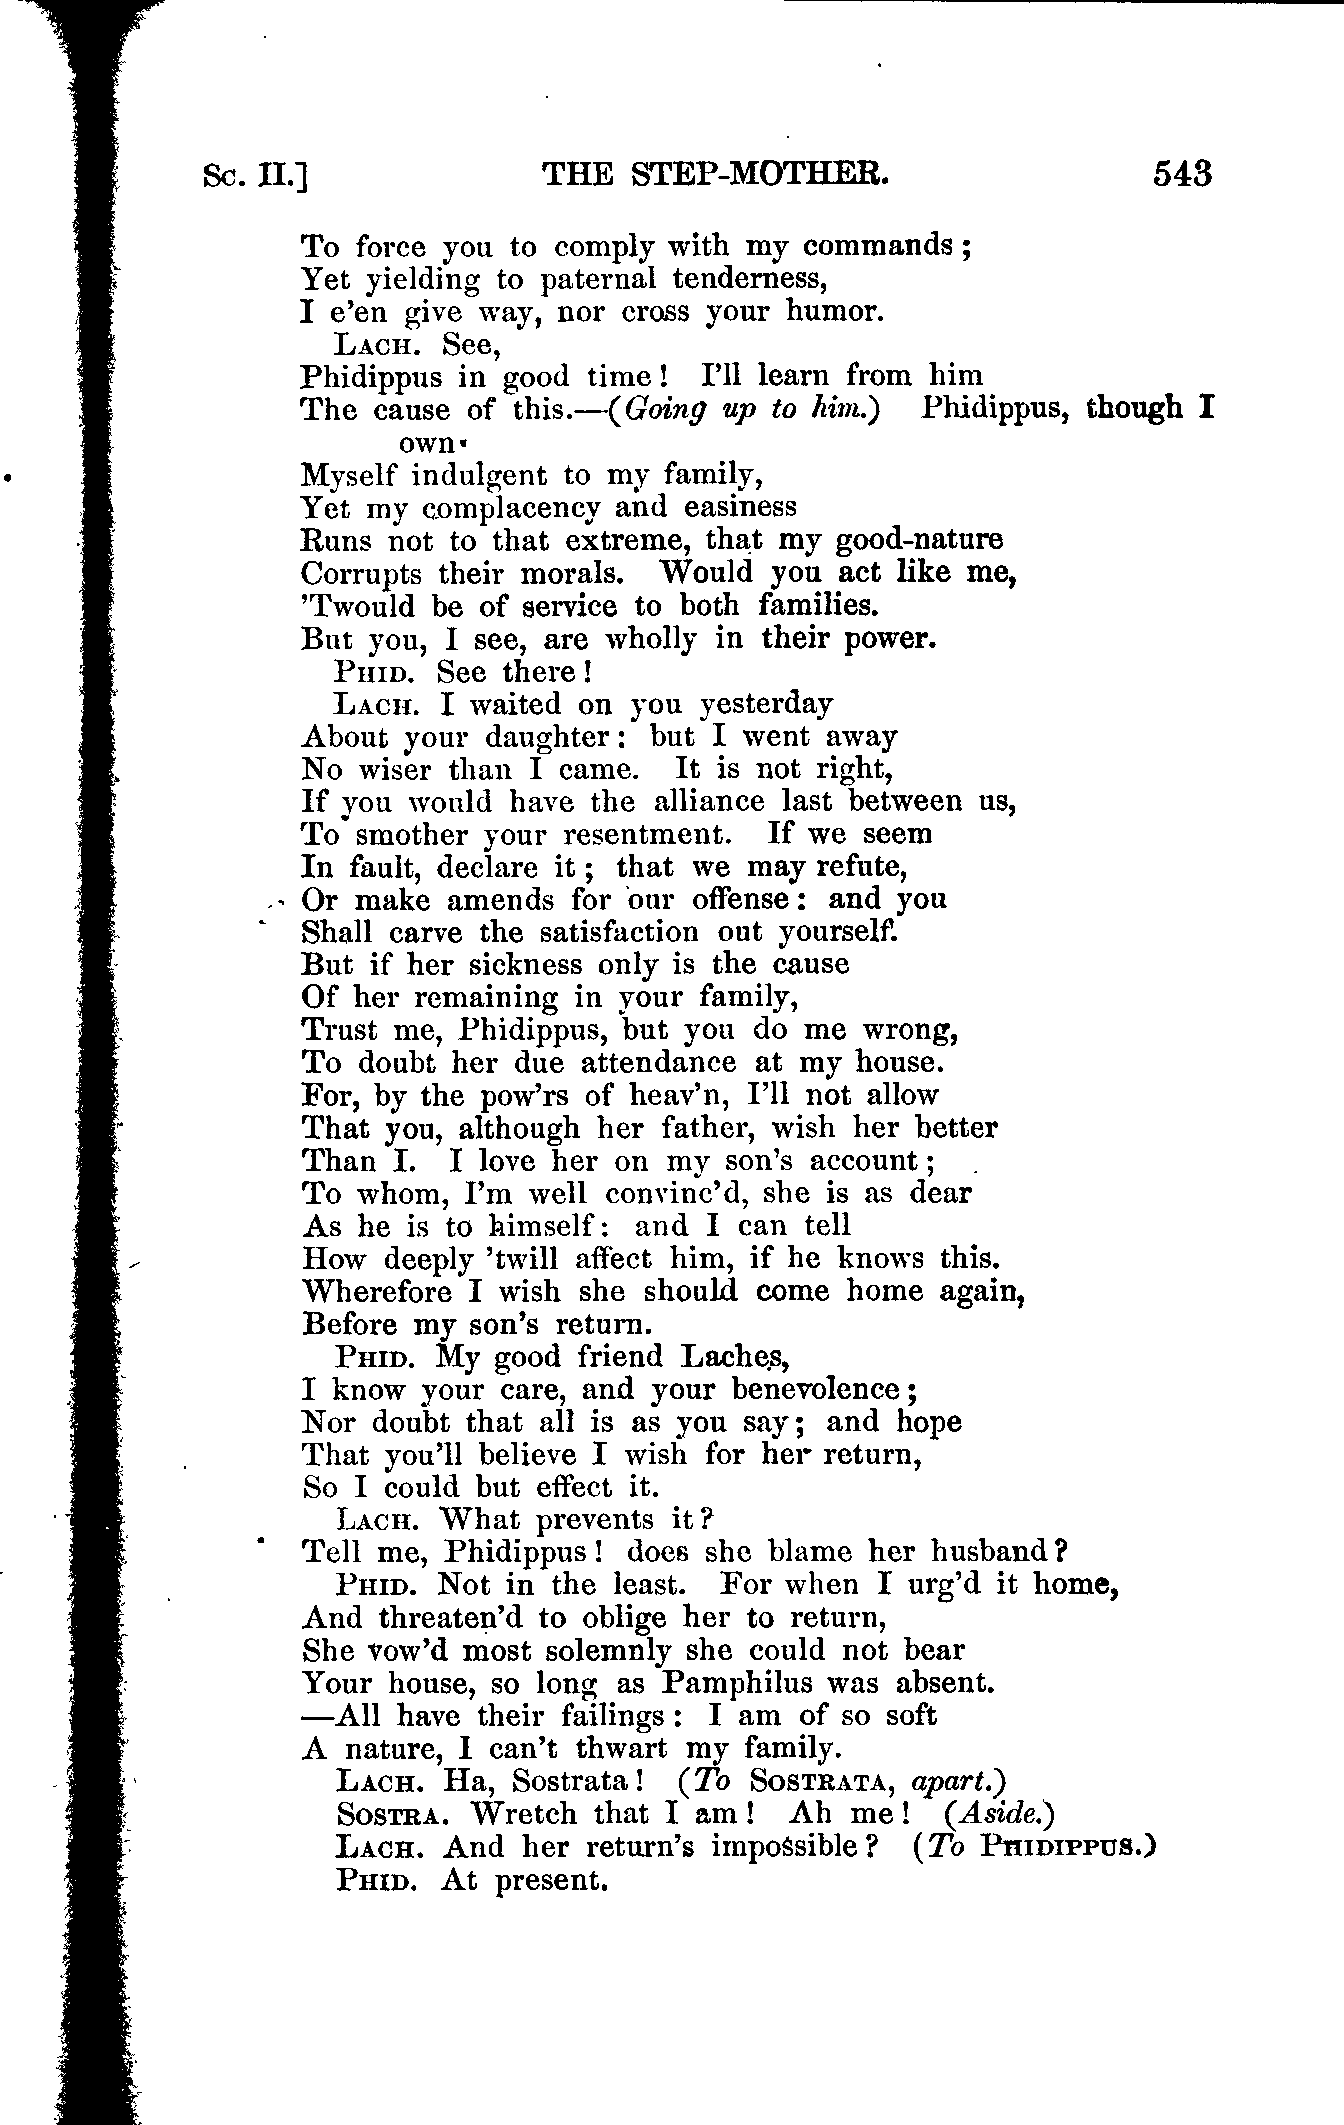 Sc. II.] THE STEP-MOTHER. 543
To force you to comply with my commands;
Yet yielding to paternal tenderness,
I e'en give way, nor cross your humor.
LACH. See,
Phidippus in good time! I'll learn from him
The cause of this.—(Going up to him.) Phidippus, though I
own
Myself indulgent to my family,
Yet my complacency and easiness
Runs not to that extreme, that my good-nature
Corrupts their morals. Would you act like me,
'Twould be of service to both families.
But you, I see, are wholly in their power.
PHID. See there!
LACH. I waited on you yesterday
About your daughter: but I went away
No wiser than I came. It is not right,
If you would have the alliance last between us,
To smother your resentment. If we seem
In fault, declare it; that we may refute,
Or make amends for our offense: and you
Shall carve the satisfaction out yourself.
But if her sickness only is the cause
Of her remaining in your family,
Trust me, Phidippus, but you do me wrong,
To doubt her due attendance at my house.
For, by the pow'rs of heav'n, I'll not allow
That you, although her father, wish her better
Than I. I love her on my son's account;
To whom, I'm well convinc'd, she is as dear
As he is to himself: and I can tell
How deeply 'twill affect him, if he knows this.
Wherefore I wish she should come home again,
Before my son's return.
PHID. My good friend Laches,
I know your care, and your benevolence;
Nor doubt that all is as you say; and hope
That you'll believe I wish for her return,
So I could but effect it.
LACH. What prevents it?
Tell me, Phidippus! does she blame her husband?
PHID. Not in the least. For when I urg'd it home,
And threaten'd to oblige her to return,
She vow'd most solemnly she could not bear
Your house, so long as Pamphilus was absent.
—All have their failings: I am of so soft
A nature, I can't thwart my family.
LACH. Ha, Sostrata! (To SOSTRATA, apart.)
SOSTRA. Wretch that I am! Ah me! (Aside.)
LACH. And her return's impossible? (To PHIDIPPUS.)
PHID. At present.